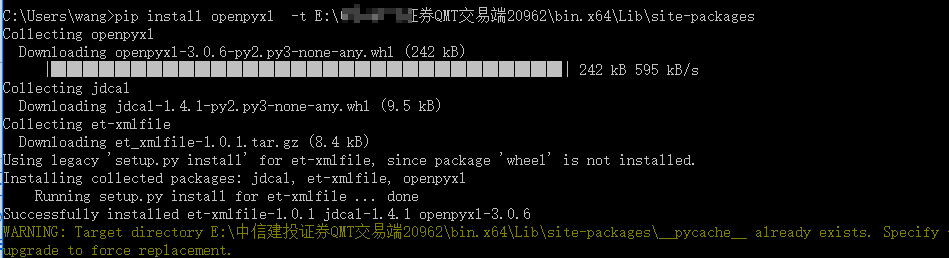 C:\Users\wang>pip install openpyxl -t E:\证券QMT交易端20962\bin.x64\Lib\site-packages
Collecting openpyxl
Downloading openpyxl-3.0.6-py2.py3-none-any.whl (242 kB)
242 kB 595 kB/s
Collecting jdcal
Downloading jdcal-1.4.1-py2.py3-none-any.whl (9.5 kB)
Collecting et-xmlfile
Downloading et_xmlfile-1.0.1.tar.gz (8.4 kB)
Using legacy 'setup.py install' for et-xmlfile, since package 'wheel' is not installed.
Installing collected packages: jdcal, et-xmlfile, openpyxl
Running setup.py install for et-xmlfile ... done
Successfully installed et-xmlfile-1.0.1 jdcal-1.4.1 openpyxl-3.0.6
WARNING: Target directory E:\中信建投证券QMT交易端20962\bin.x64\Lib\site-packages\__pycache__ already exists. Specify
upgrade to force replacement.